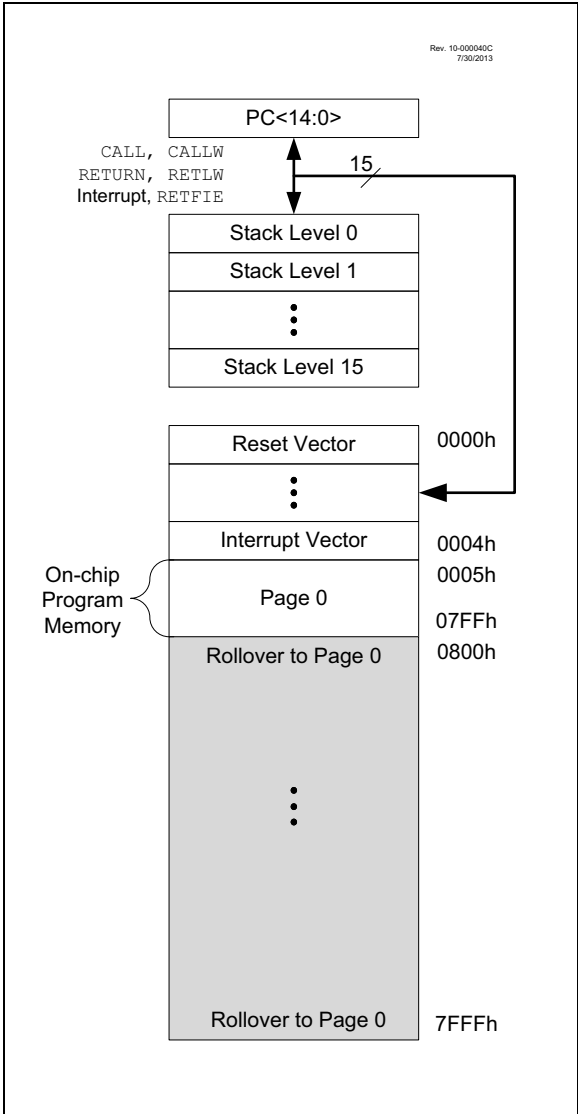 Rev. 10-000040C
7/30/2013
PC<14:0>
CALL, CALLW
RETURN, RETLW
Interrupt, RETFIE
15
Stack Level 0
Stack Level 1
Stack Level 15
Reset Vector
0000h
Interrupt Vector
0004h
On-chip
Program
Memory
Page 0
0005h
07FFh
Rollover to Page 0
0800h
Rollover to Page 0
7FFFh